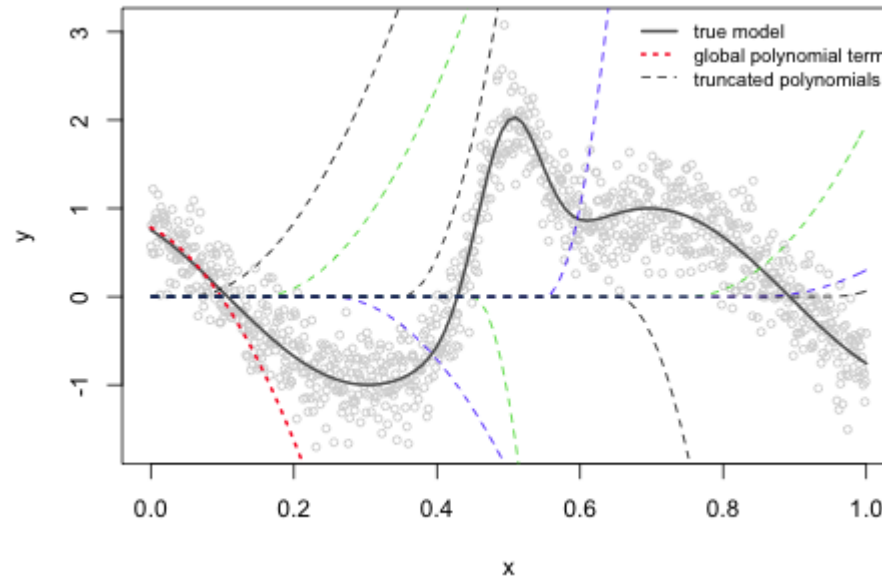 3
2
1
0
-1
y
true model
global polynomial term
truncated polynomials
0.0 0.2 0.4 0.6 0.8 1.0
x